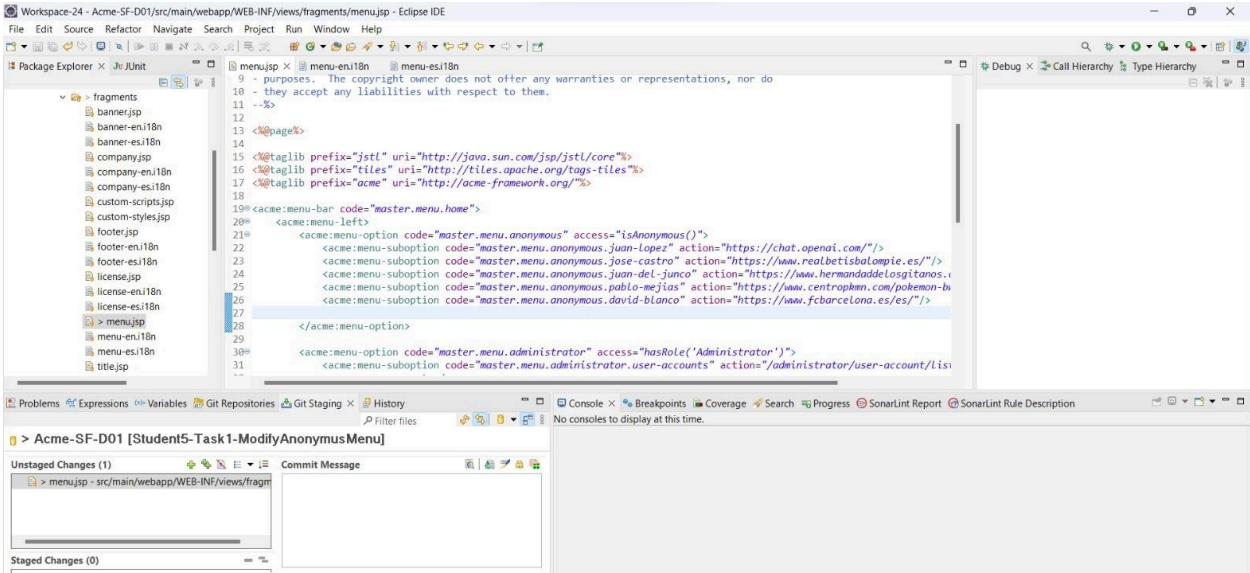 Workspace-24 - Acme-SF-D01/src/main/webapp/WEB-INF/views/fragments/menu.jsp - Eclipse IDE
File Edit Source Refactor Navigate Search Project Run Window Help
Package Explorer × Ju JUnit
> fragments
banner.jsp
banner-en.i18n
banner-es.i18n
company.jsp
company-en.i18n
company-es.i18n
custom-scripts.jsp
custom-styles.jsp
footer.jsp
footer-en.i18n
footer-es.i18n
license.jsp
license-en.i18n
license-es.i18n
> menu.jsp
menu-en.i18n
menu-es.i18n
title.jsp
menu.jsp × menu-en.i18n menu-es.i18n
9 - purposes. The copyright owner does not offer any warranties or representations, nor do
10 - they accept any liabilities with respect to them.
11 --%>
12
13 <%@page%>
14
15 <%@taglib prefix="jstl" uri="http://java.sun.com/jsp/jstl/core"%>
16 <%@taglib prefix="tiles" uri="http://tiles.apache.org/tags-tiles"%>
17 <%@taglib prefix="acme" uri="http://acme-framework.org/"%>
18
19 <acme:menu-bar code="master.menu.home">
20 <acme:menu-left>
21 <acme:menu-option code="master.menu.anonymous" access="isAnonymous()">
22 <acme:menu-suboption code="master.menu.anonymous.juan-lopez" action="https://chat.openai.com/"/>
23 <acme:menu-suboption code="master.menu.anonymous.jose-castro" action="https://www.realbetisbalompie.es/"/>
24 <acme:menu-suboption code="master.menu.anonymous.juan-del-junco" action="https://www.hermandaddelosgitanos.c
25 <acme:menu-suboption code="master.menu.anonymous.pablo-mejias" action="https://www.centropkmn.com/pokemon-bw
26 <acme:menu-suboption code="master.menu.anonymous.david-blanco" action="https://www.fcbarcelona.es/es/"/>
27
28 </acme:menu-option>
29
30 <acme:menu-option code="master.menu.administrator" access="hasRole('Administrator')">
31 <acme:menu-suboption code="master.menu.administrator.user-accounts" action="/administrator/user-account/list
Debug × Call Hierarchy Type Hierarchy
Problems Expressions Variables Git Repositories Git Staging × History
Filter files
> Acme-SF-D01 [Student5-Task1-ModifyAnonymusMenu]
Unstaged Changes (1)
> menu.jsp - src/main/webapp/WEB-INF/views/fragm
Staged Changes (0)
Commit Message
Console × Breakpoints Coverage Search Progress SonarLint Report SonarLint Rule Description
No consoles to display at this time.